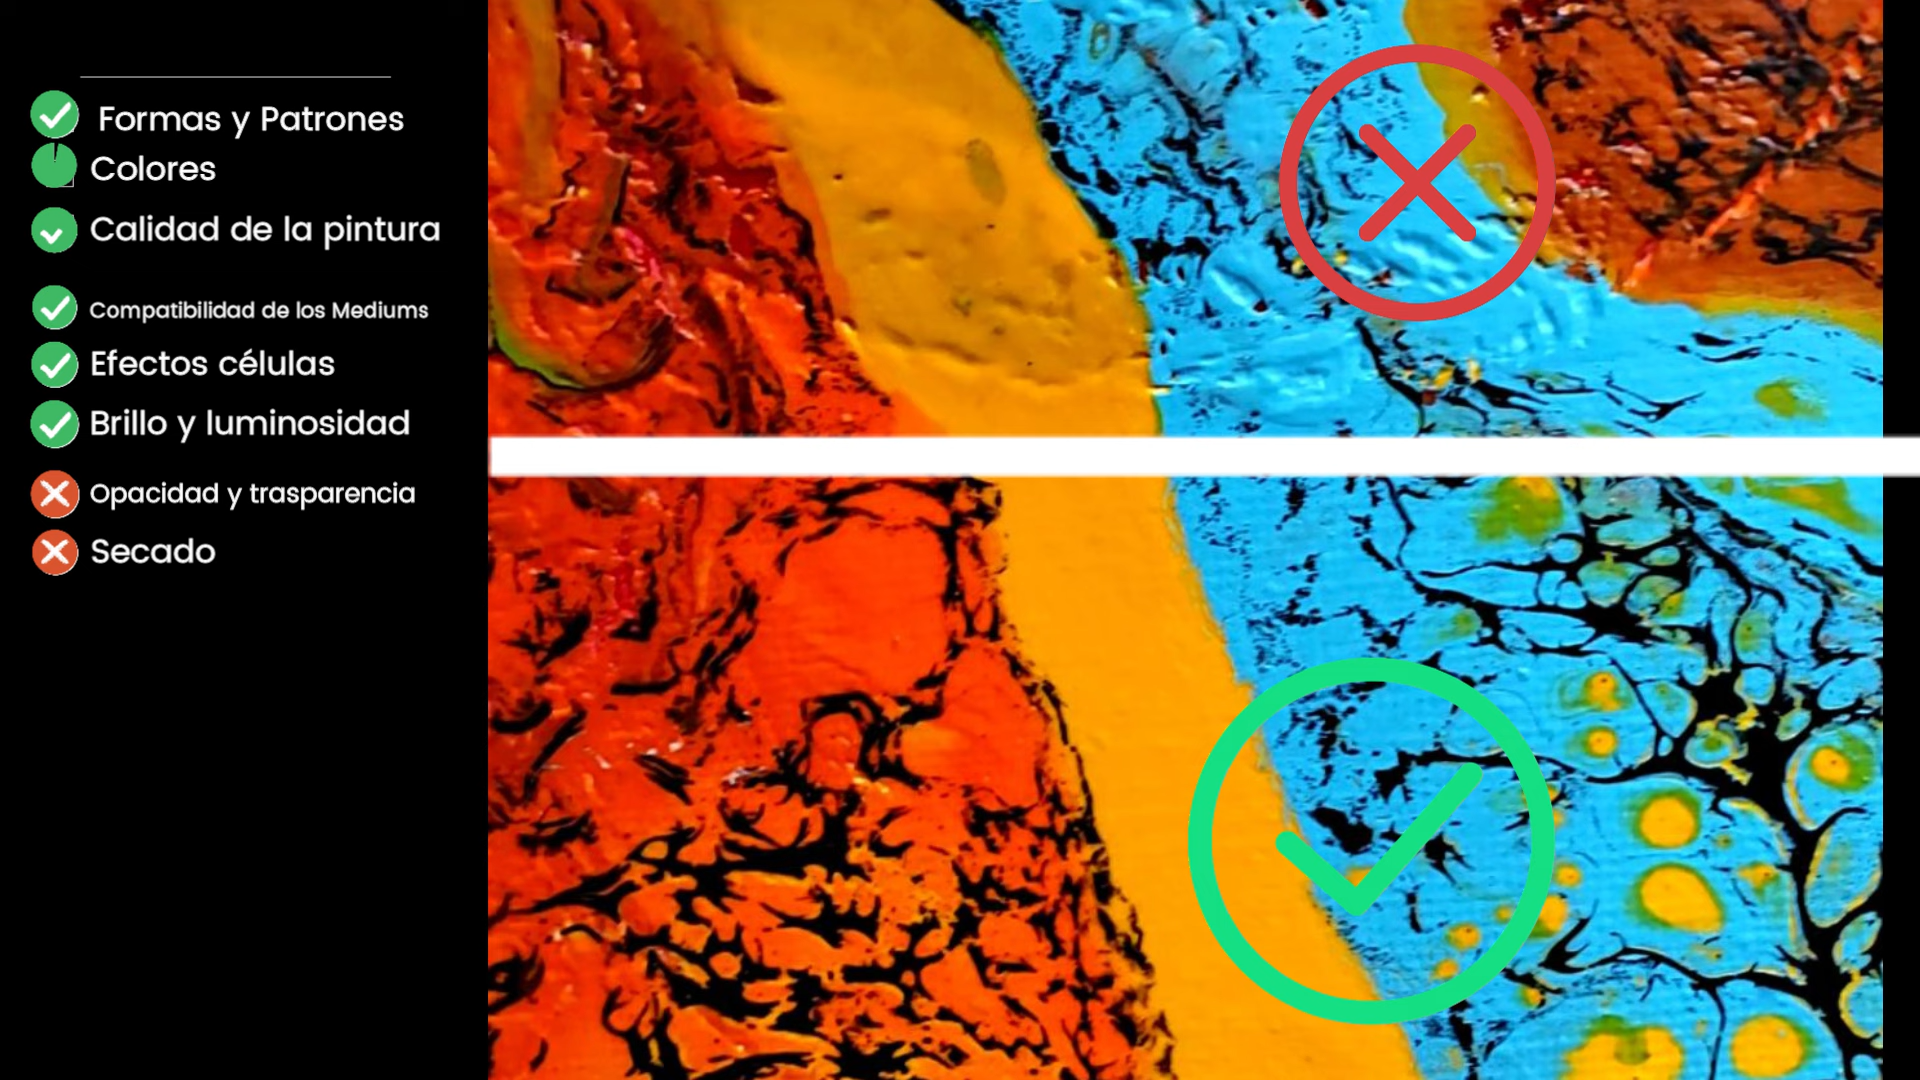 Formas y Patrones
Colores
Calidad de la pintura
Compatibilidad de los Mediums
Efectos células
Brillo y luminosidad
Opacidad y trasparencia
Secado